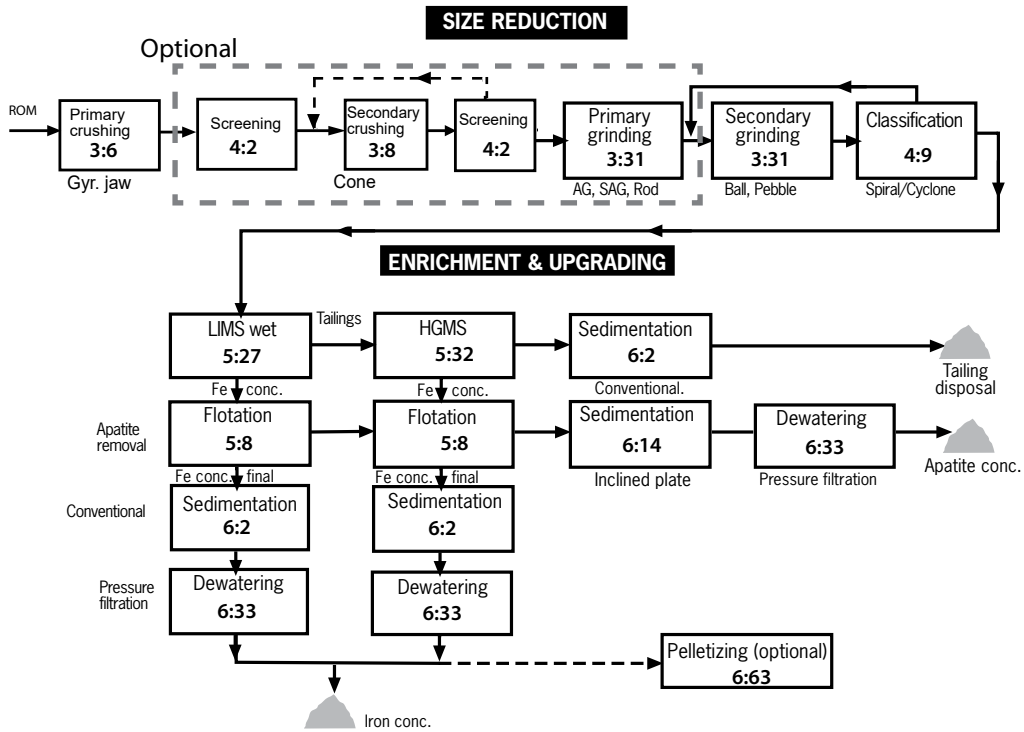 SIZE REDUCTION
Optional
ROM
Primary
crushing
3:6
Gyr. jaw
Screening
4:2
Secondary
crushing
3:8
Cone
Screening
4:2
Primary
grinding
3:31
AG, SAG, Rod
Secondary
grinding
3:31
Ball, Pebble
Classification
4:9
Spiral/Cyclone
ENRICHMENT & UPGRADING
LIMS wet
5:27
Tailings
HGMS
5:32
Sedimentation
6:2
Conventional.
Tailing
disposal
Fe conc.
Fe conc.
Apatite
removal
Flotation
5:8
Flotation
5:8
Sedimentation
6:14
Inclined plate
Dewatering
6:33
Pressure filtration
Apatite conc.
Fe conc. final
Fe conc. final
Conventional
Sedimentation
6:2
Sedimentation
6:2
Pressure
filtration
Dewatering
6:33
Dewatering
6:33
Pelletizing (optional)
6:63
Iron conc.